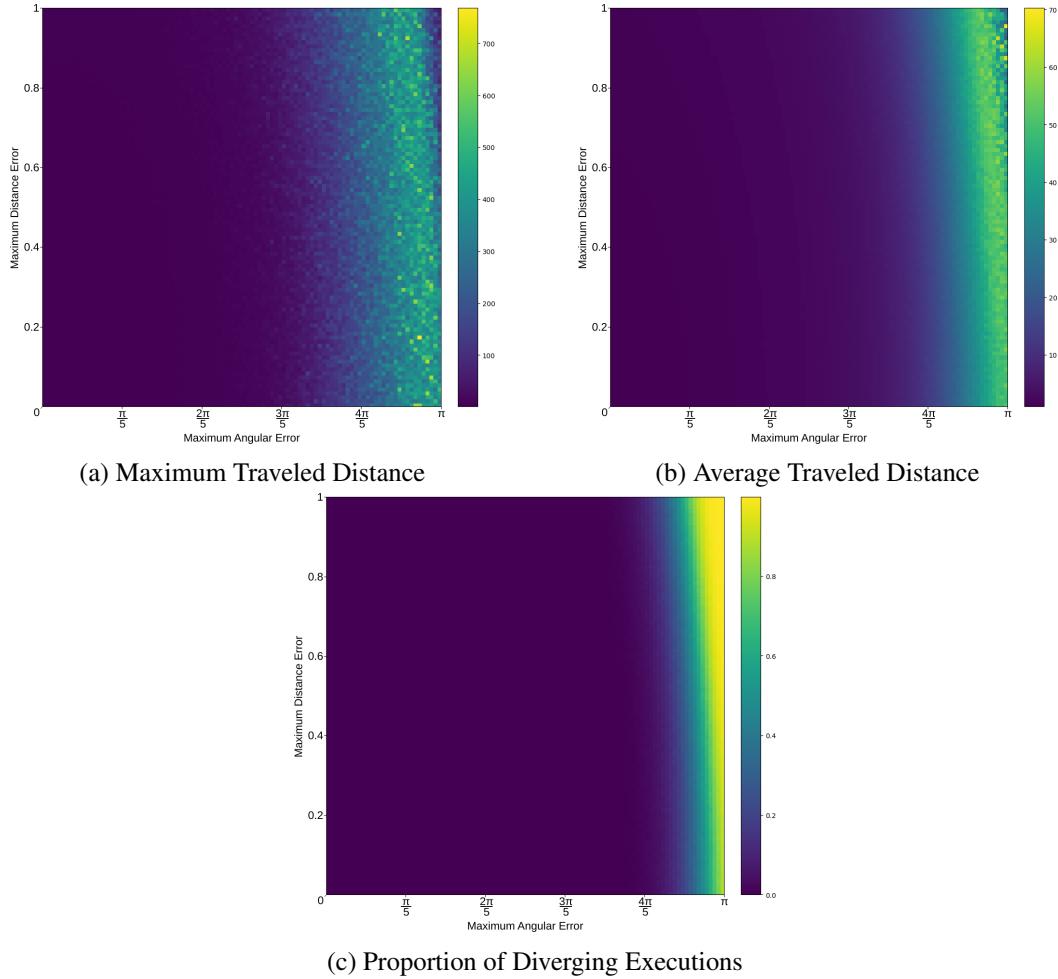 1
0.8
0.6
0.4
0.2
0
Maximum Distance Error
π/5
2π/5
3π/5
4π/5
π
Maximum Angular Error
700
600
500
400
300
200
100
(a) Maximum Traveled Distance
1
0.8
0.6
0.4
0.2
0
Maximum Distance Error
π/5
2π/5
3π/5
4π/5
π
Maximum Angular Error
70
60
50
40
30
20
10
(b) Average Traveled Distance
1
0.8
0.6
0.4
0.2
0
Maximum Distance Error
π/5
2π/5
3π/5
4π/5
π
Maximum Angular Error
0.8
0.6
0.4
0.2
0.0
(c) Proportion of Diverging Executions